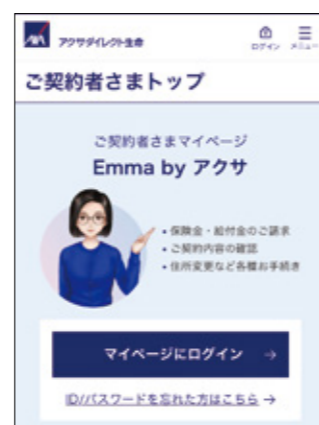 AXA アクサダイレクト生命
ログイン メニュー
ご契約者さまトップ
ご契約者さまマイページ
Emma by アクサ
• 保険金・給付金のご請求
• ご契約内容の確認
• 住所変更など各種お手続き
マイページにログイン →
ID/パスワードを忘れた方はこちら →